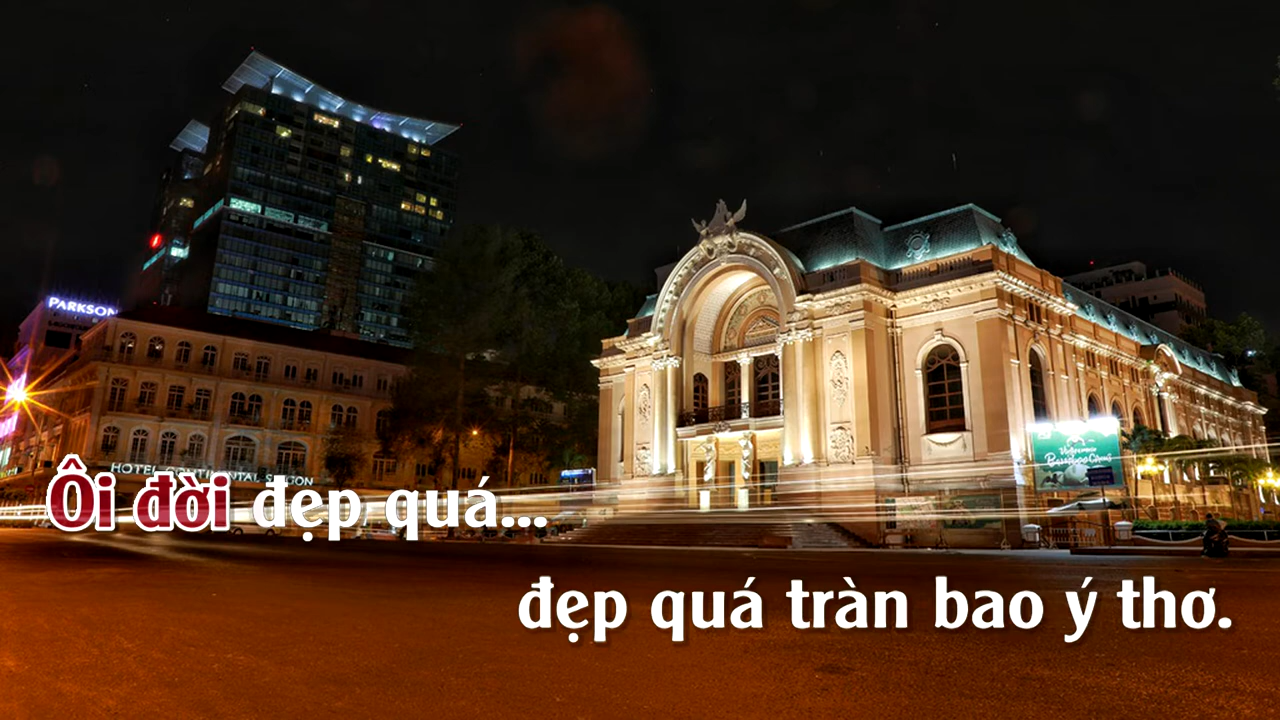 PARKSON
HOTEL CONTINENTAL SAIGON
Ôi đời đẹp quá...
đẹp quá tràn bao ý thơ.